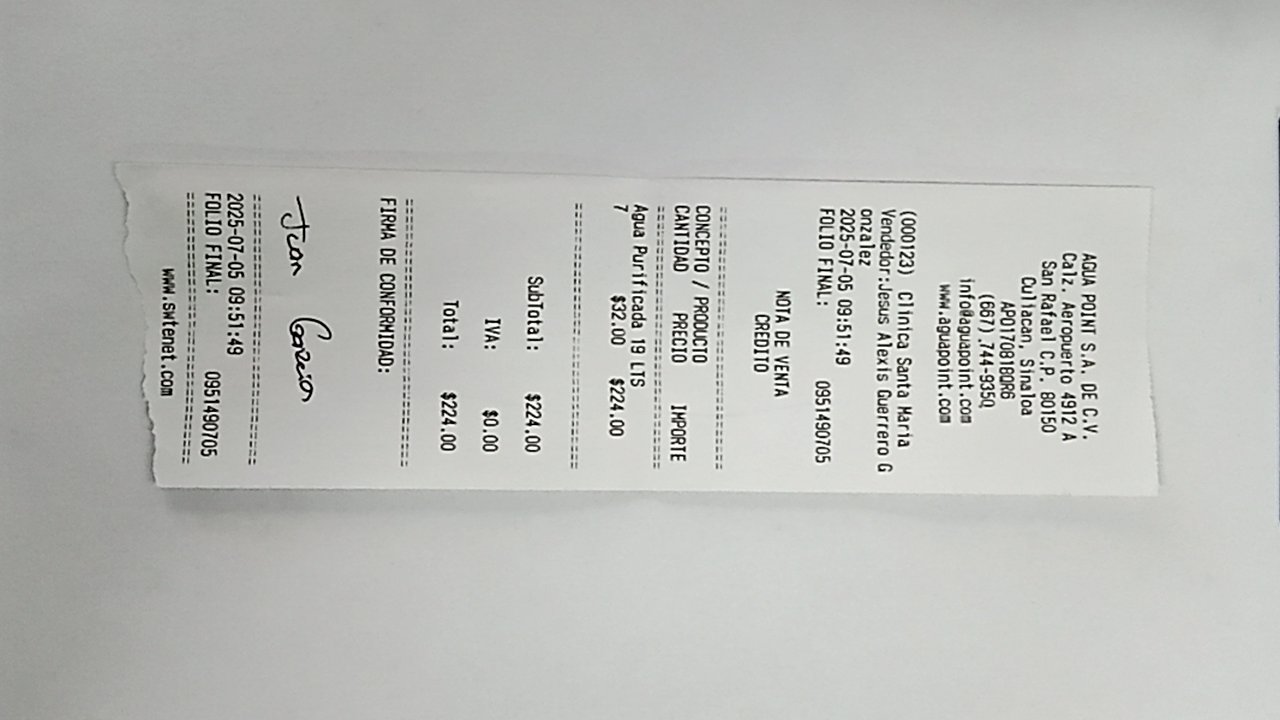 AGUA POINT S.A. DE C.V.
Calz. Aeropuerto 4912 A
San Rafael C.P. 80150
Culiacan, Sinaloa
APO170818QR6
(667) 744-9350
info@aguapoint.com
www.aguapoint.com
(000123) Clinica Santa Maria
Vendedor:Jesus Alexis Guerrero G
onzalez
2025-07-05 09:51:49
FOLIO FINAL: 0951490705
NOTA DE VENTA
CREDITO
================================
CONCEPTO / PRODUCTO
CANTIDAD PRECIO IMPORTE
================================
Agua Purificada 19 LTS
7 $32.00 $224.00
================================
SubTotal: $224.00
IVA: $0.00
Total: $224.00
================================
FIRMA DE CONFORMIDAD:
Juan García
================================
2025-07-05 09:51:49
FOLIO FINAL: 0951490705
================================
www.swfenet.com